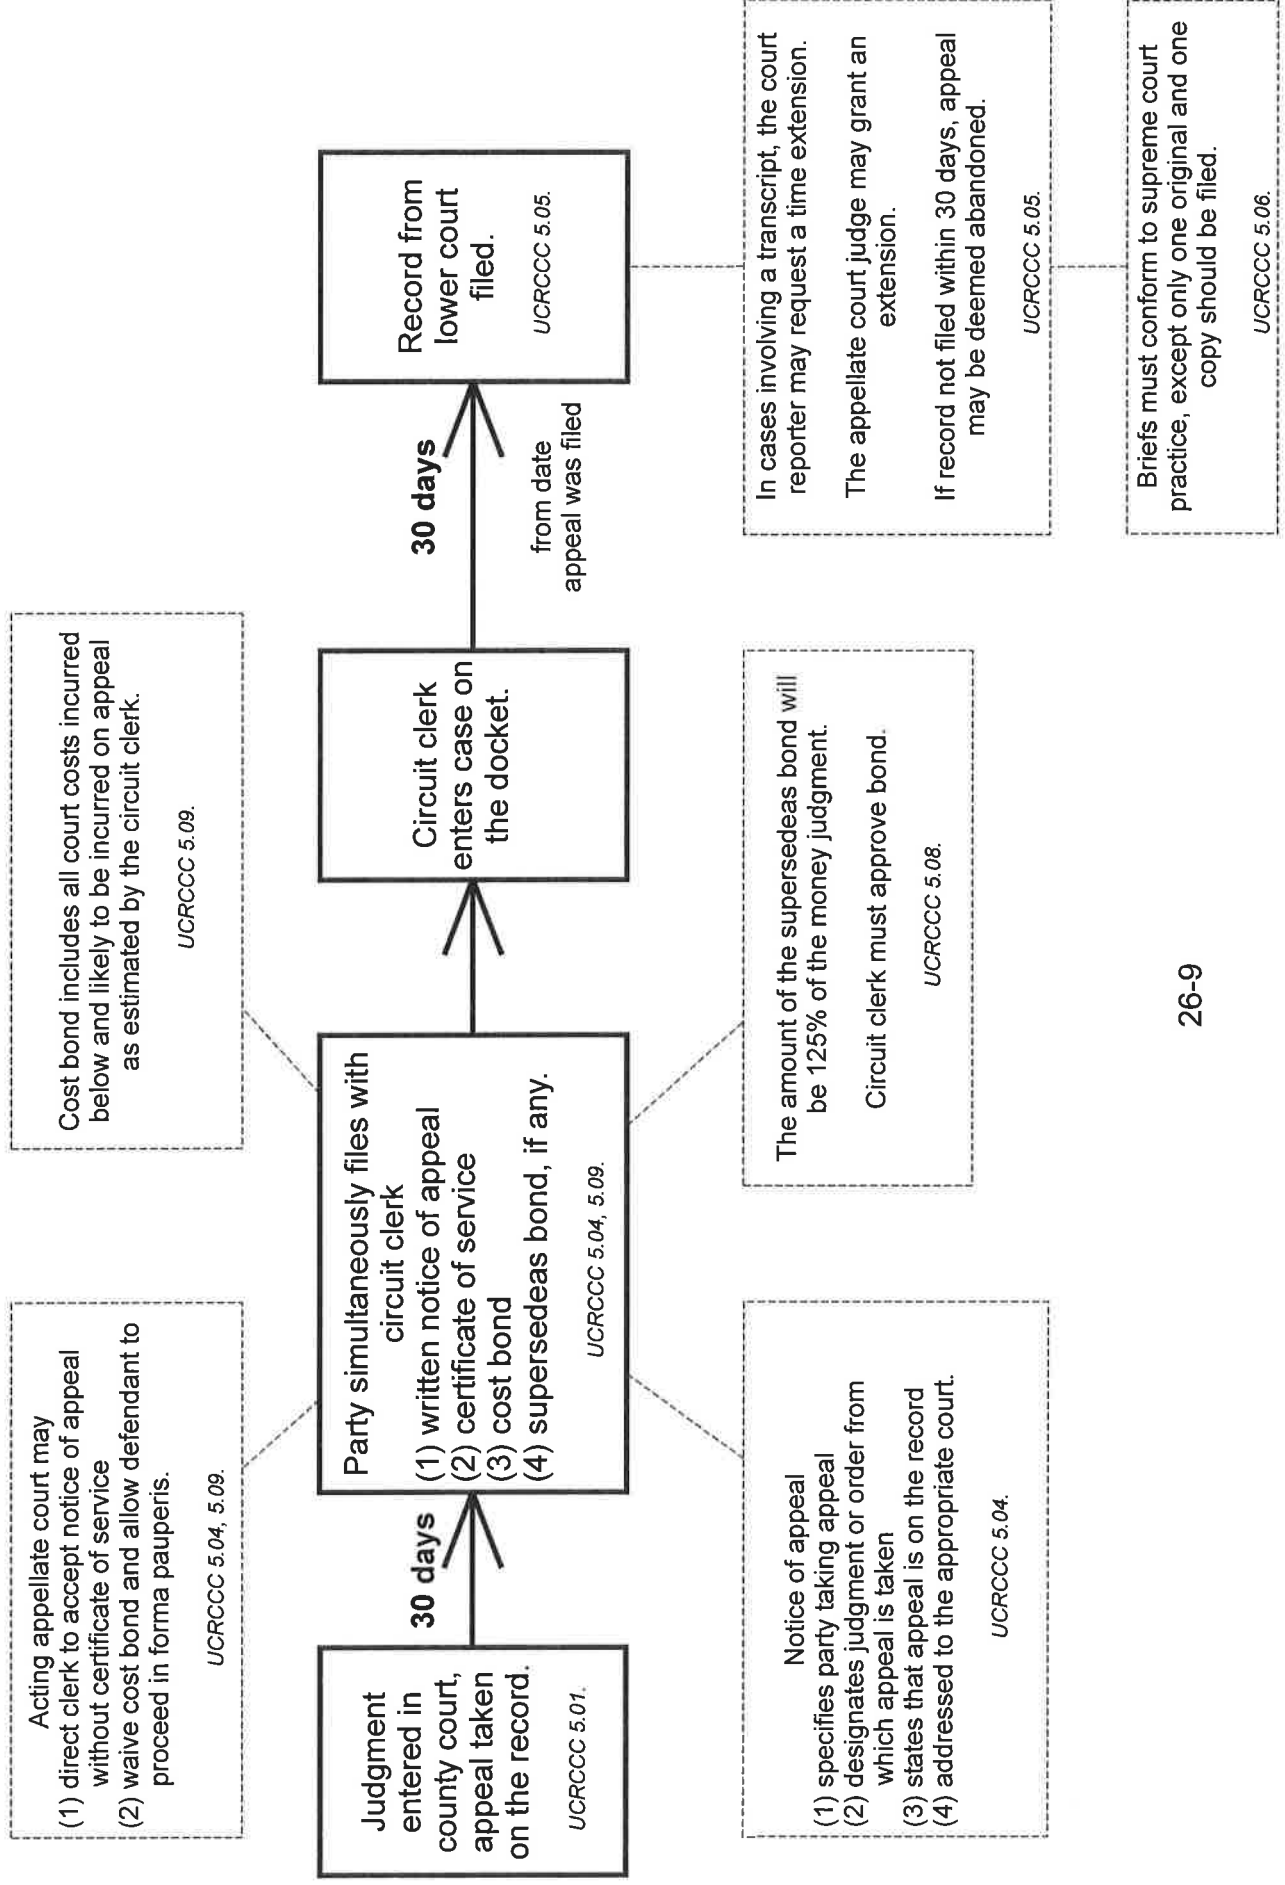 Acting appellate court may
(1) direct clerk to accept notice of appeal
without certificate of service
(2) waive cost bond and allow defendant to
proceed in forma pauperis.
UCRCCC 5.04, 5.09.
Cost bond includes all court costs incurred
below and likely to be incurred on appeal
as estimated by the circuit clerk.
UCRCCC 5.09.
Judgment
entered in
county court,
appeal taken
on the record.
UCRCCC 5.01.
30 days
Party simultaneously files with
circuit clerk
(1) written notice of appeal
(2) certificate of service
(3) cost bond
(4) supersedeas bond, if any.
UCRCCC 5.04, 5.09.
Circuit clerk
enters case on
the docket.
30 days
from date
appeal was filed
Record from
lower court
filed.
UCRCCC 5.05.
Notice of appeal
(1) specifies party taking appeal
(2) designates judgment or order from
which appeal is taken
(3) states that appeal is on the record
(4) addressed to the appropriate court.
UCRCCC 5.04.
The amount of the supersedeas bond will
be 125% of the money judgment.
Circuit clerk must approve bond.
UCRCCC 5.08.
In cases involving a transcript, the court
reporter may request a time extension.
The appellate court judge may grant an
extension.
If record not filed within 30 days, appeal
may be deemed abandoned.
UCRCCC 5.05.
Briefs must conform to supreme court
practice, except only one original and one
copy should be filed.
UCRCCC 5.06.
26-9